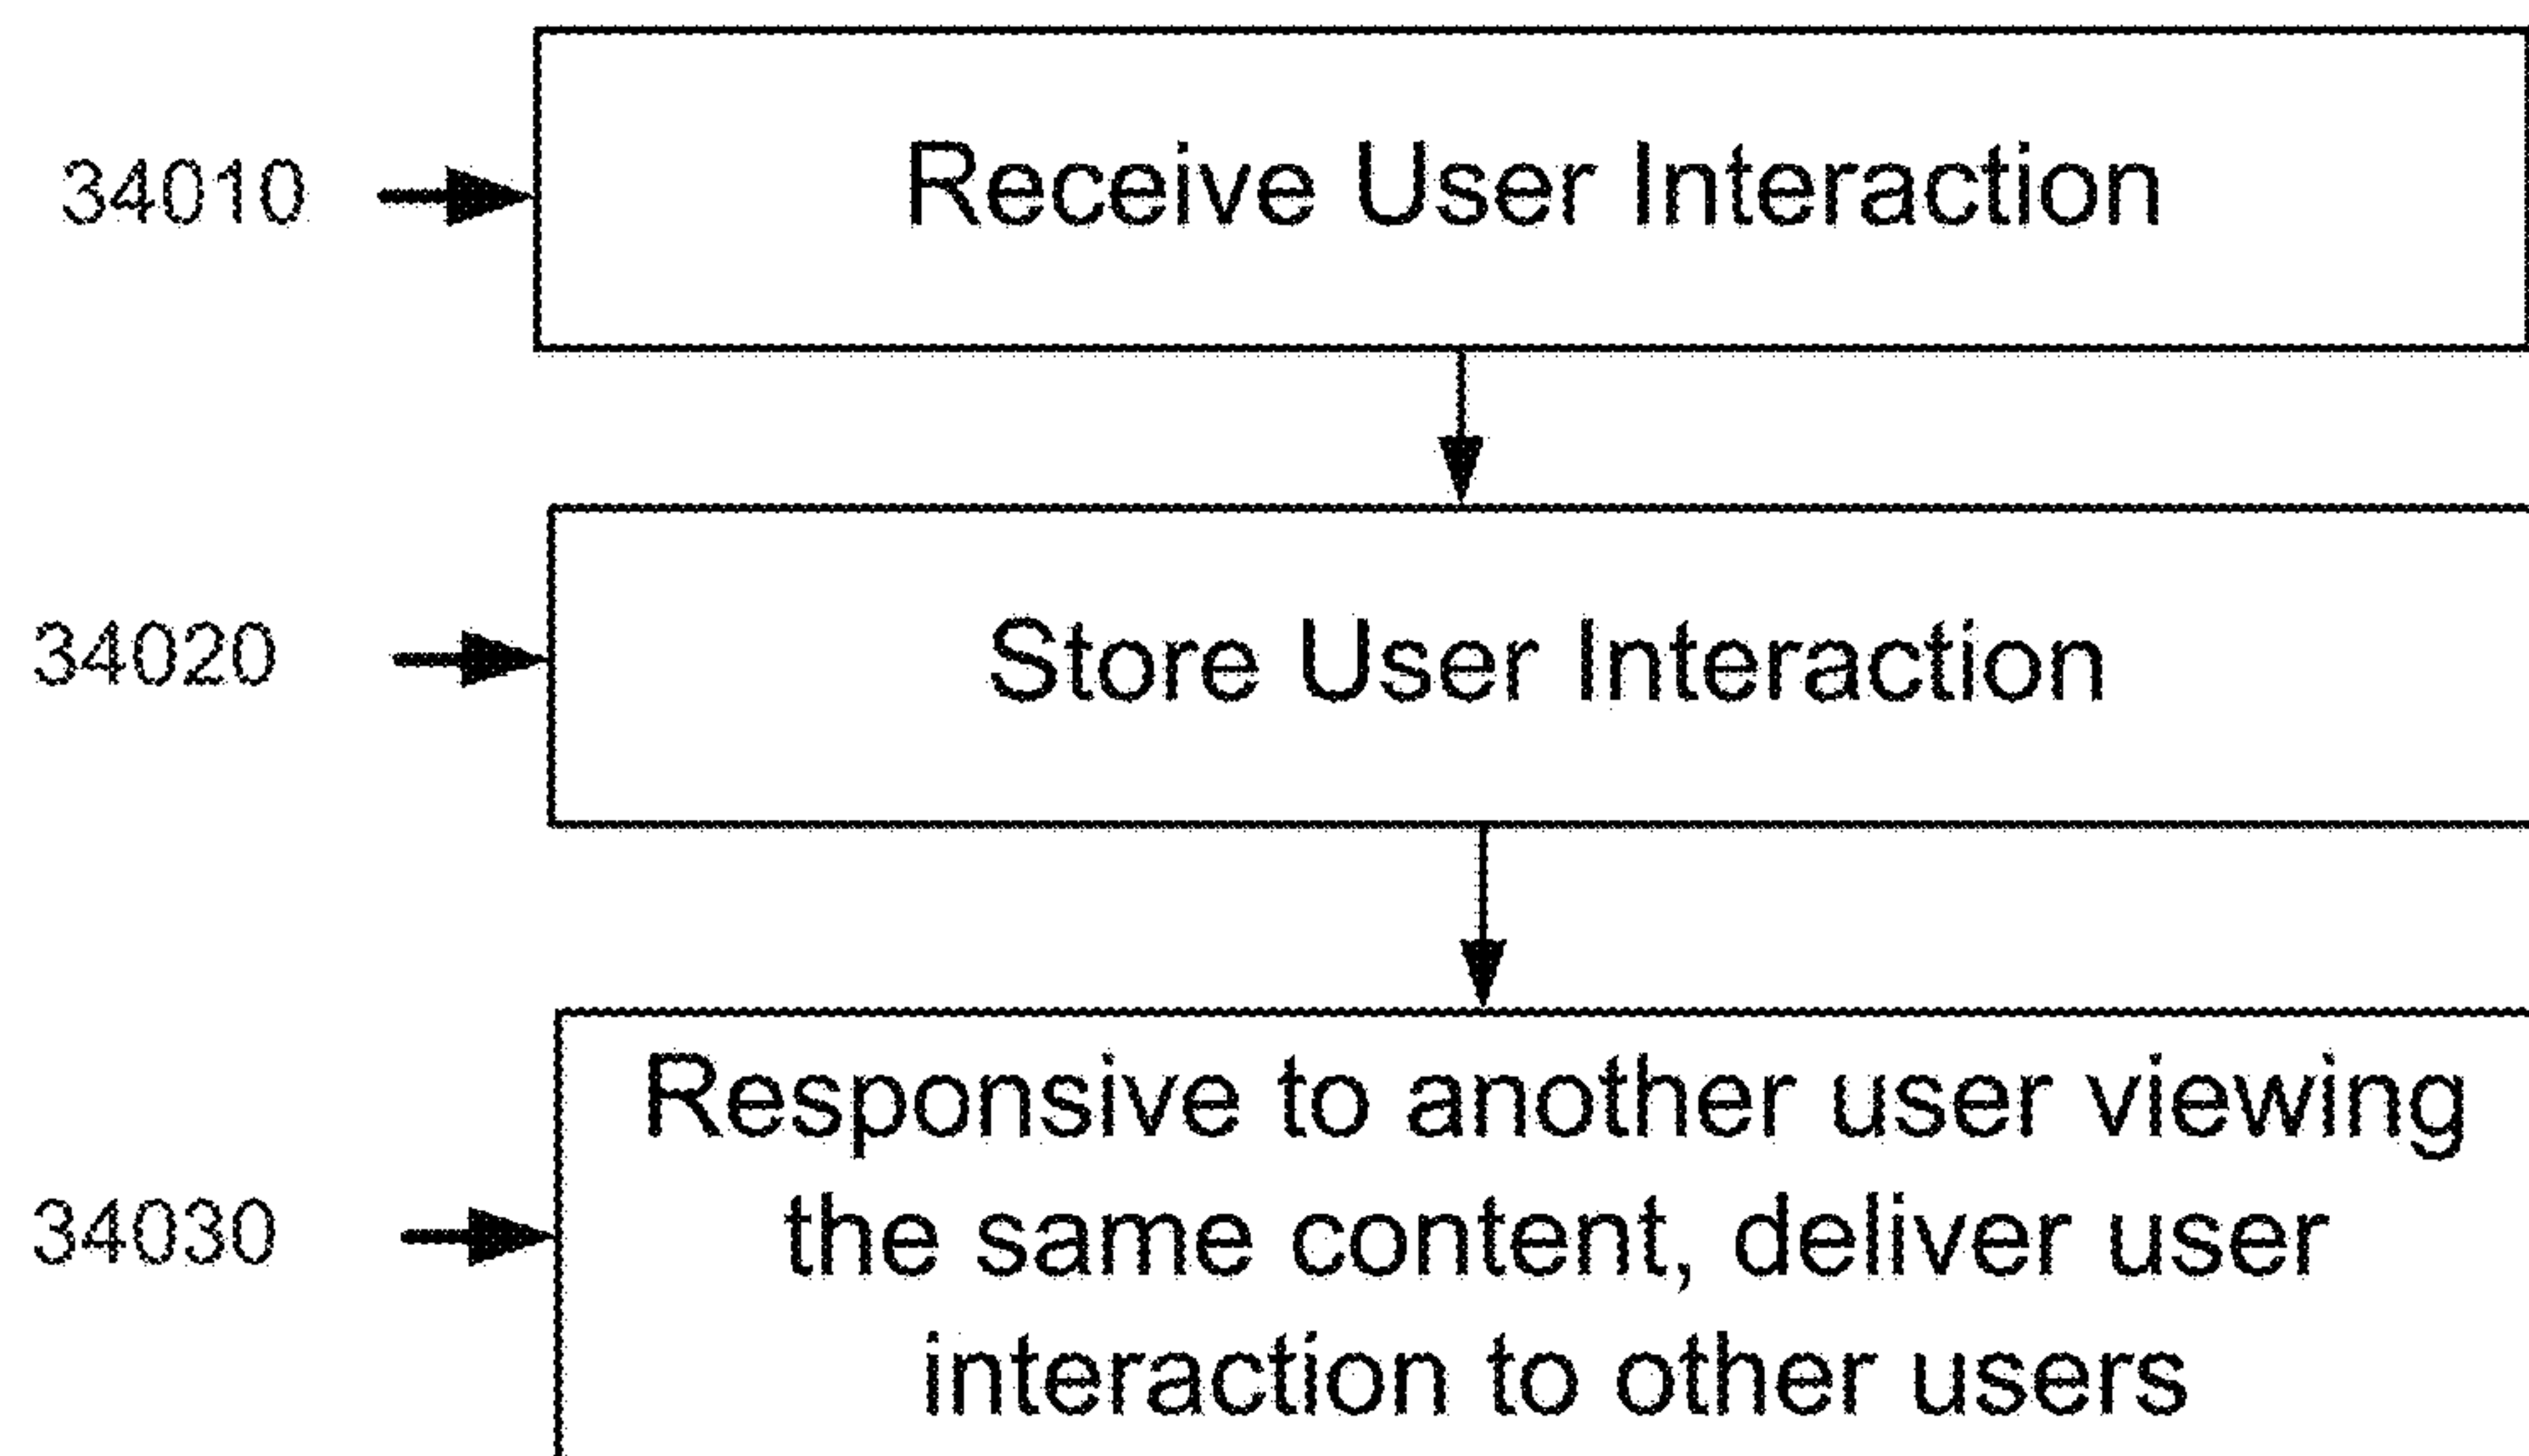 34010
Receive User Interaction
34020
Store User Interaction
34030
Responsive to another user viewing
the same content, deliver user
interaction to other users